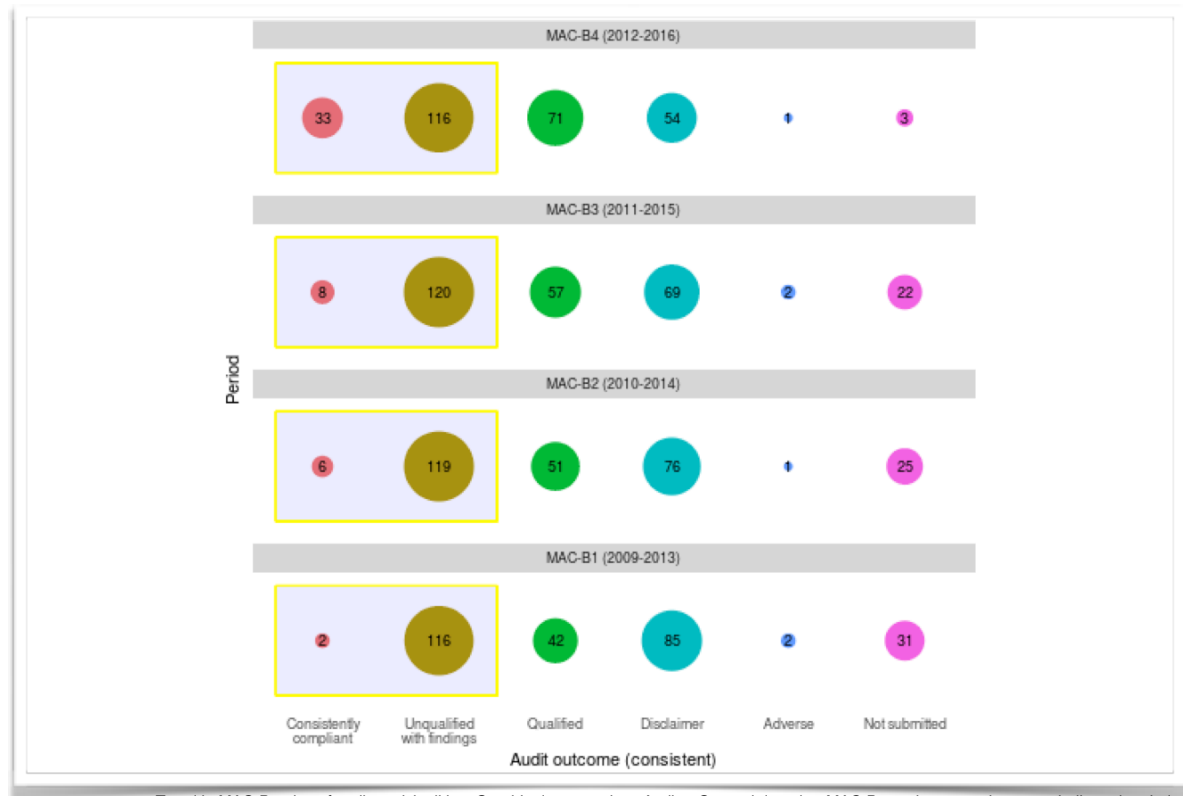 MAC-B4 (2012-2016)
33 116 71 54 1 3
MAC-B3 (2011-2015)
8 120 57 69 2 22
MAC-B2 (2010-2014)
6 119 51 76 1 25
MAC-B1 (2009-2013)
2 116 42 85 2 31
Period
Consistently compliant
Unqualified with findings
Qualified
Disclaimer
Adverse
Not submitted
Audit outcome (consistent)